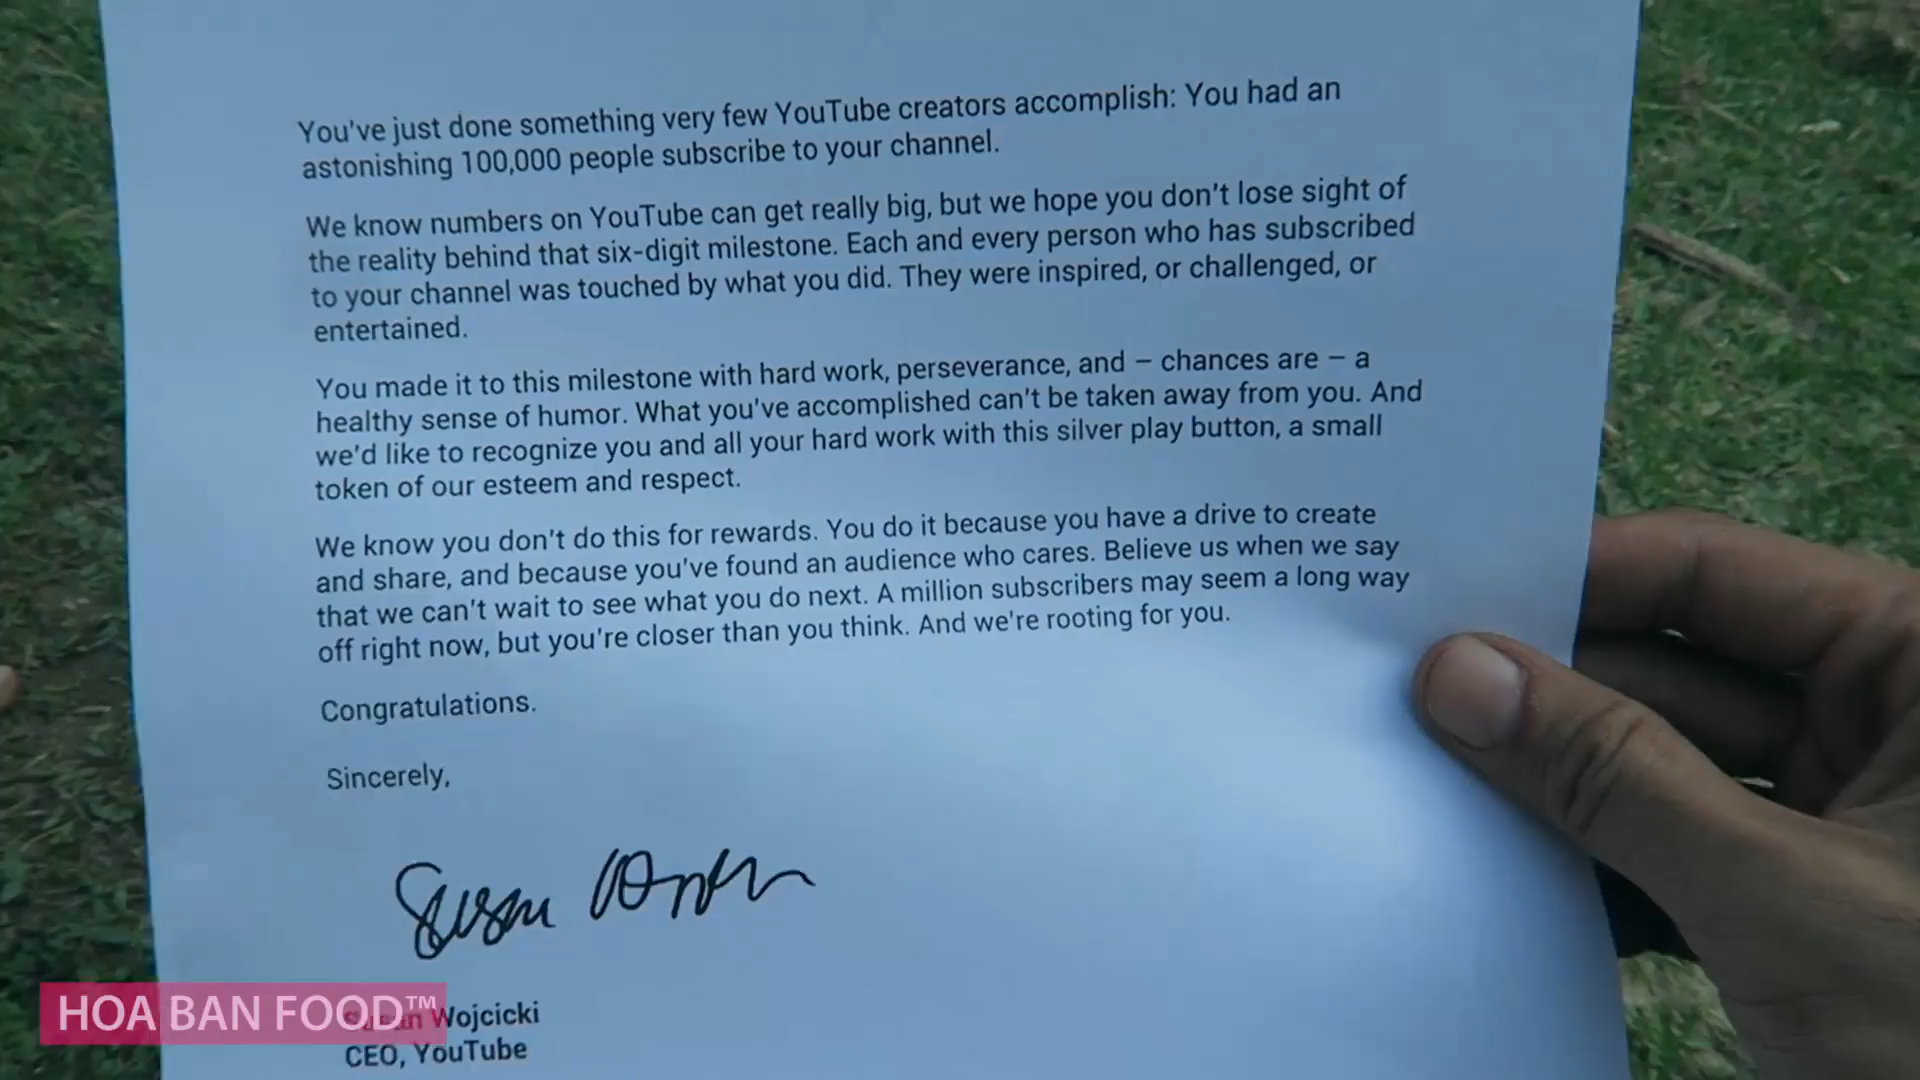 You've just done something very few YouTube creators accomplish: You had an
astonishing 100,000 people subscribe to your channel.
We know numbers on YouTube can get really big, but we hope you don't lose sight of
the reality behind that six-digit milestone. Each and every person who has subscribed
to your channel was touched by what you did. They were inspired, or challenged, or
entertained.
You made it to this milestone with hard work, perseverance, and – chances are – a
healthy sense of humor. What you've accomplished can't be taken away from you. And
we'd like to recognize you and all your hard work with this silver play button, a small
token of our esteem and respect.
We know you don't do this for rewards. You do it because you have a drive to create
and share, and because you've found an audience who cares. Believe us when we say
that we can't wait to see what you do next. A million subscribers may seem a long way
off right now, but you're closer than you think. And we're rooting for you.
Congratulations.
Sincerely,
Susan Wojcicki
CEO, YouTube
HOA BAN FOOD™